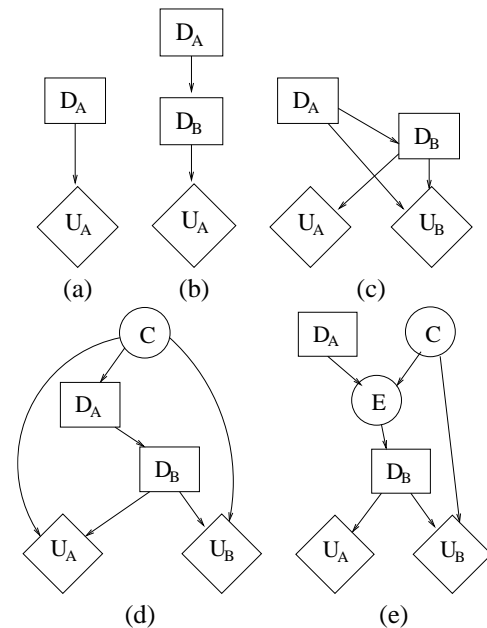 D_A
D_A
D_B
U_A
U_A
D_A
D_B
U_A
U_B
(a)
(b)
(c)
C
D_A
D_B
U_A
U_B
(d)
D_A
C
E
D_B
U_A
U_B
(e)